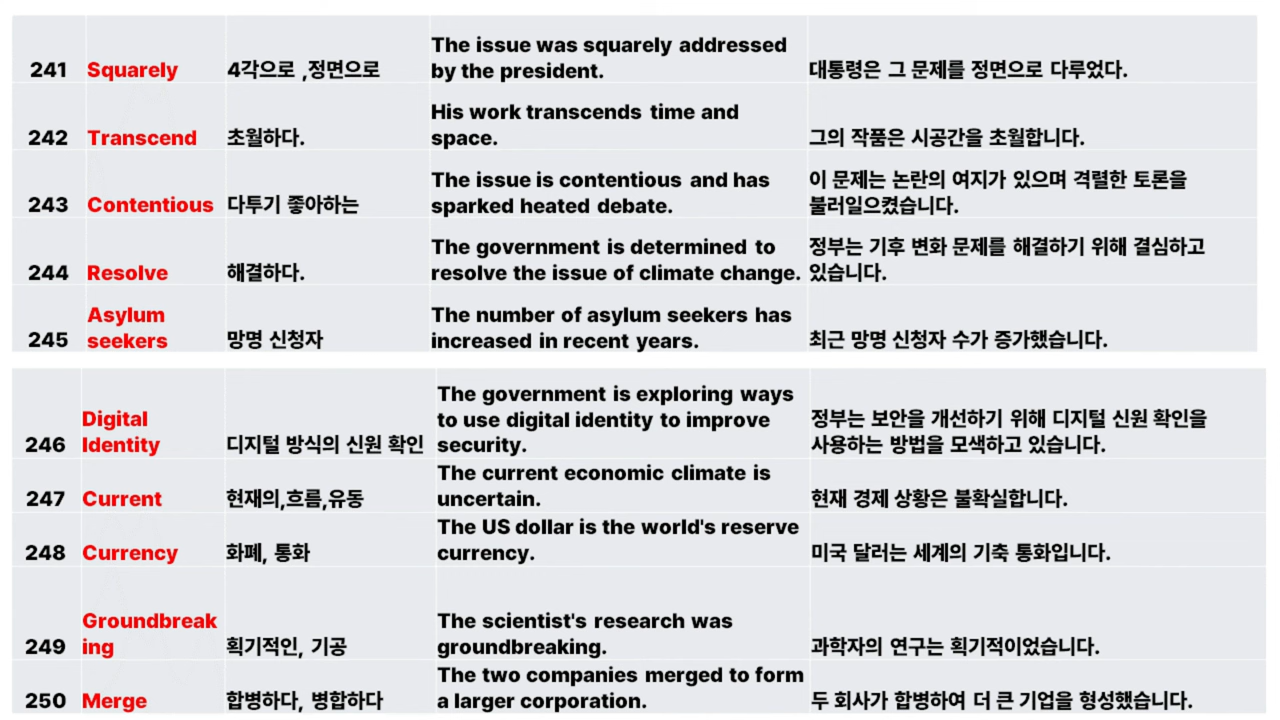 The issue was squarely addressed
241 Squarely 4각으로 ,정면으로 by the president. 대통령은 그 문제를 정면으로 다루었다.
His work transcends time and
242 Transcend 초월하다. space. 그의 작품은 시공간을 초월합니다.
The issue is contentious and has 이 문제는 논란의 여지가 있으며 격렬한 토론을
243 Contentious 다투기 좋아하는 sparked heated debate. 불러일으켰습니다.
The government is determined to 정부는 기후 변화 문제를 해결하기 위해 결심하고
244 Resolve 해결하다. resolve the issue of climate change. 있습니다.
Asylum The number of asylum seekers has
245 seekers 망명 신청자 increased in recent years. 최근 망명 신청자 수가 증가했습니다.
The government is exploring ways
Digital to use digital identity to improve 정부는 보안을 개선하기 위해 디지털 신원 확인을
246 Identity 디지털 방식의 신원 확인 security. 사용하는 방법을 모색하고 있습니다.
The current economic climate is
247 Current 현재의,흐름,유동 uncertain. 현재 경제 상황은 불확실합니다.
The US dollar is the world's reserve
248 Currency 화폐, 통화 currency. 미국 달러는 세계의 기축 통화입니다.
Groundbreak The scientist's research was
249 ing 획기적인, 기공 groundbreaking. 과학자의 연구는 획기적이었습니다.
The two companies merged to form
250 Merge 합병하다, 병합하다 a larger corporation. 두 회사가 합병하여 더 큰 기업을 형성했습니다.